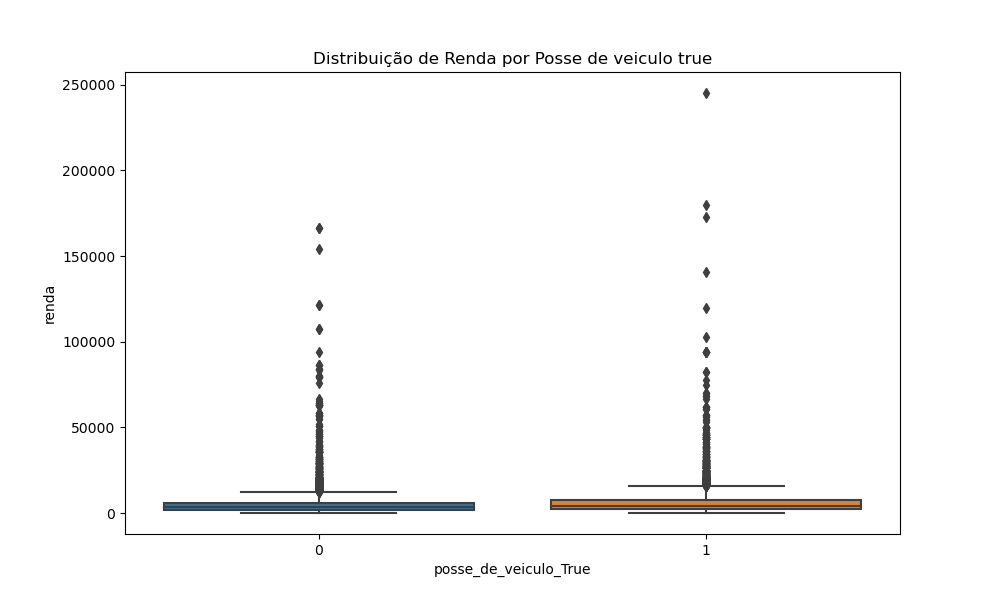 Distribuição de Renda por Posse de veiculo true
250000
200000
150000
100000
50000
0
renda
0
1
posse_de_veiculo_True